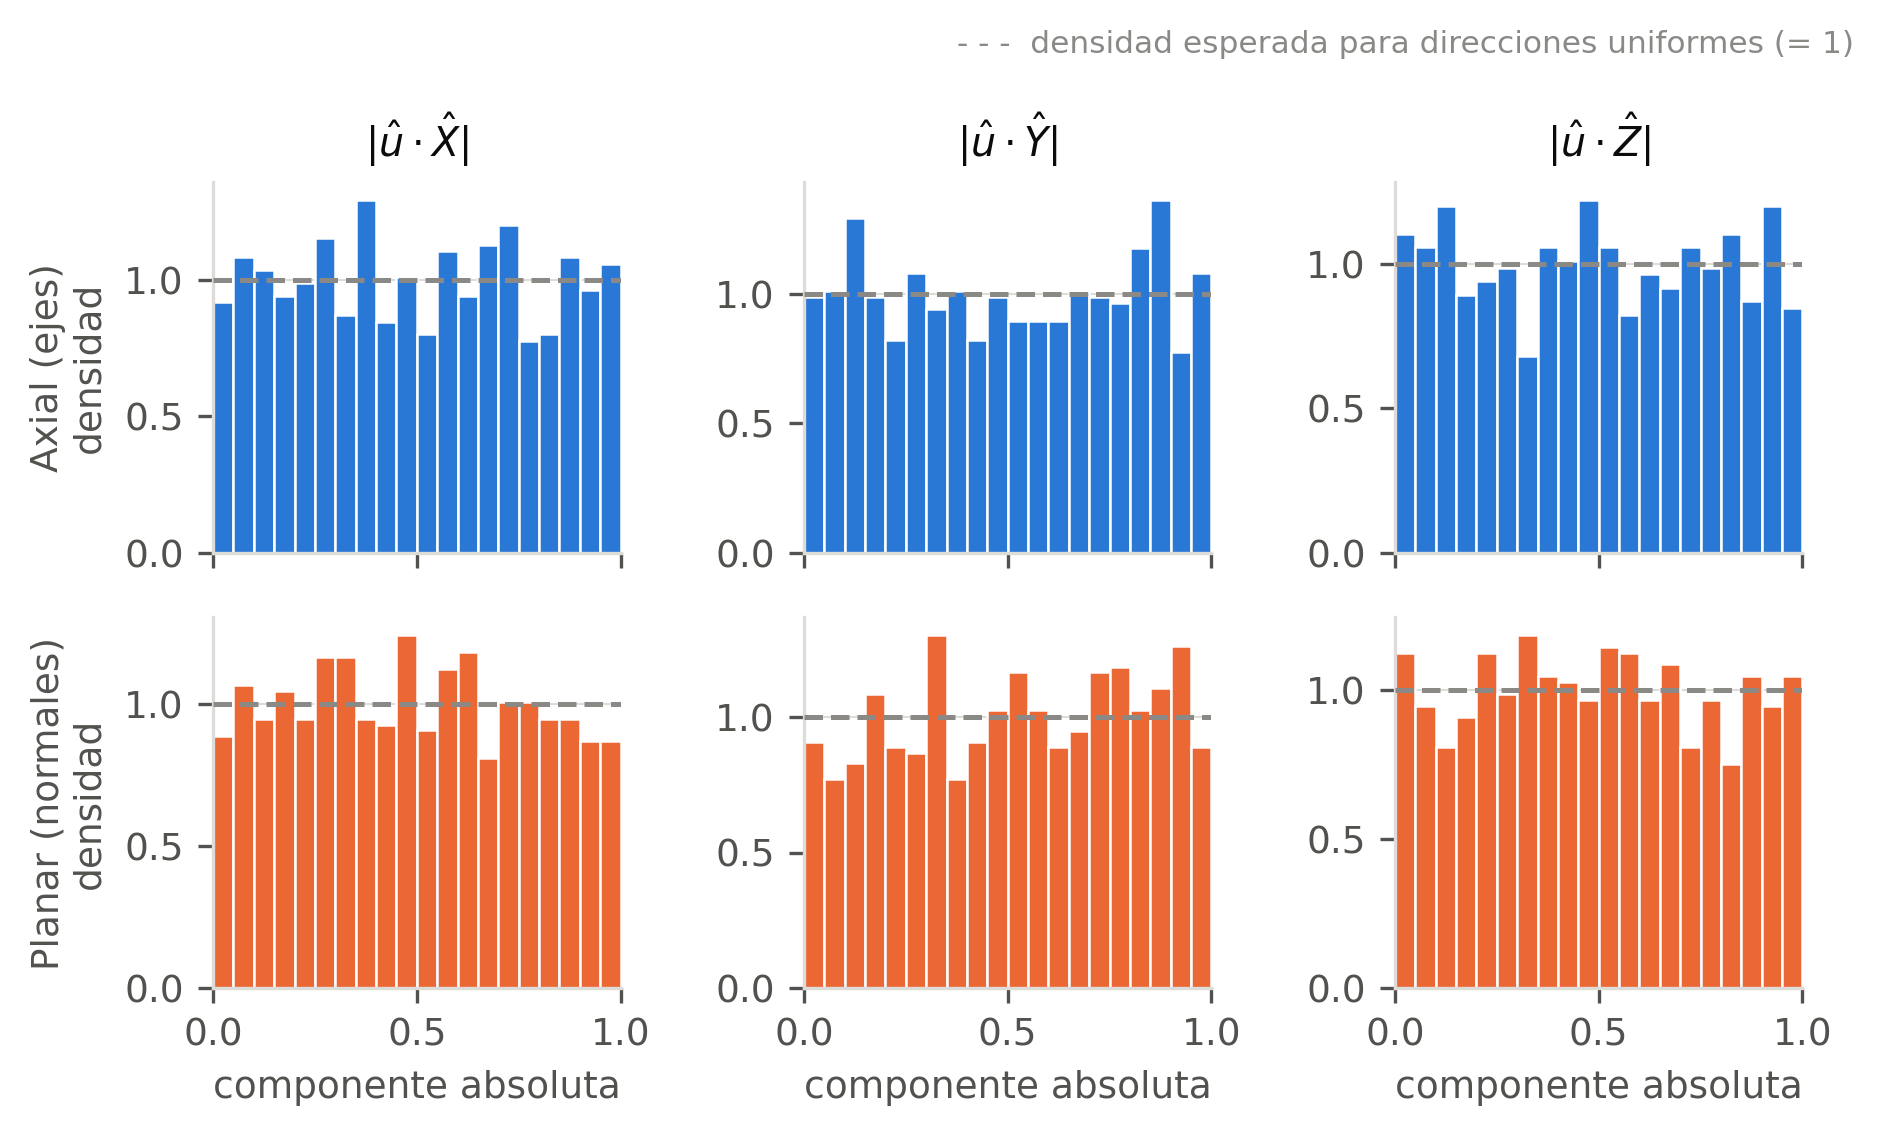 - - - densidad esperada para direcciones uniformes (= 1)
|û · X̂|
|û · Ŷ|
|û · Ẑ|
Axial (ejes)
densidad
1.0
0.5
0.0
1.0
0.5
0.0
1.0
0.5
0.0
Planar (normales)
densidad
1.0
0.5
0.0
1.0
0.5
0.0
1.0
0.5
0.0
0.0 0.5 1.0
0.0 0.5 1.0
0.0 0.5 1.0
componente absoluta
componente absoluta
componente absoluta